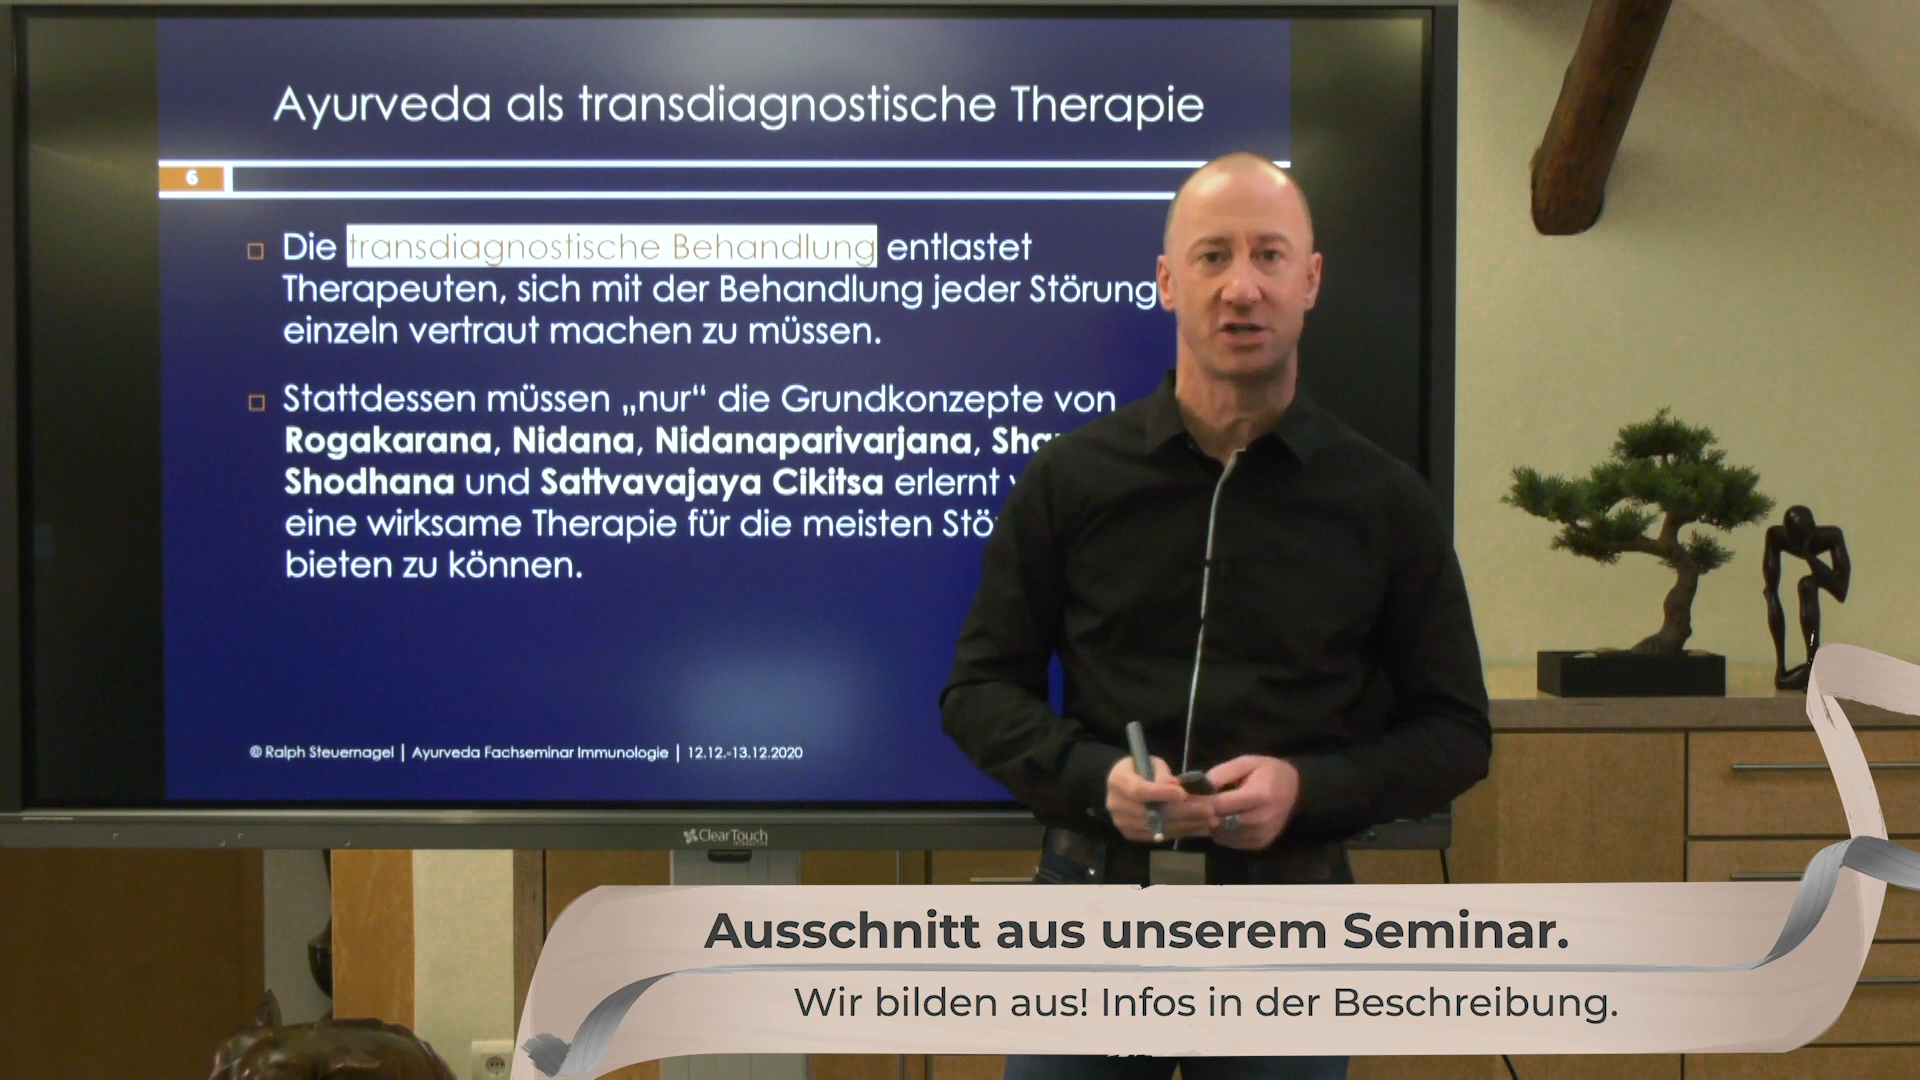 Ayurveda als transdiagnostische Therapie
6
Die transdiagnostische Behandlung entlastet
Therapeuten, sich mit der Behandlung jeder Störung
einzeln vertraut machen zu müssen.
Stattdessen müssen „nur“ die Grundkonzepte von
Rogakarana, Nidana, Nidanaparivarjana,
Shodhana und Sattvavajaya Cikitsa erlernt
eine wirksame Therapie für die meisten
bieten zu können.
© Ralph Steuernagel | Ayurveda Fachseminar Immunologie | 12.12.-13.12.2020
ClearTouch
Ausschnitt aus unserem Seminar.
Wir bilden aus! Infos in der Beschreibung.